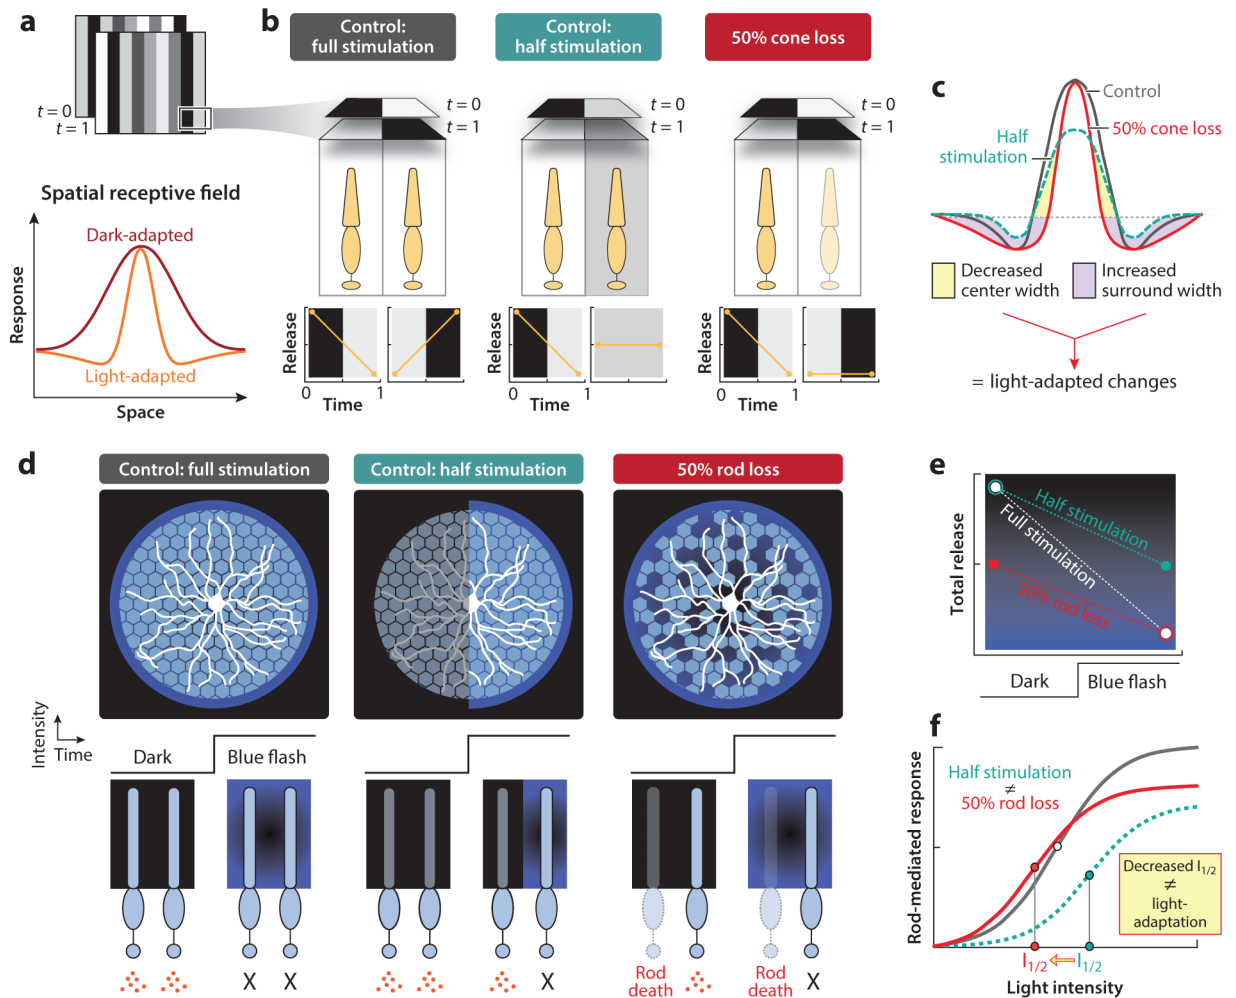 a
t = 0
t = 1
Spatial receptive field
Dark-adapted
Response
Light-adapted
Space
b
Control:
full stimulation
Control:
half stimulation
50% cone loss
t = 0
t = 1
t = 0
t = 1
t = 0
t = 1
Release
0
1
Time
Release
0
1
Time
Release
0
1
Time
c
Control
50% cone loss
Half
stimulation
Decreased
center width
Increased
surround width
= light-adapted changes
d
Control: full stimulation
Control: half stimulation
50% rod loss
Intensity
Time
Dark
Blue flash
X X
X
Rod
death
Rod
death
X
e
Total release
Half stimulation
Full stimulation
50% rod loss
Dark
Blue flash
f
Rod-mediated response
Half stimulation
≠
50% rod loss
Decreased I1/2
≠
light-
adaptation
I1/2
I1/2
Light intensity